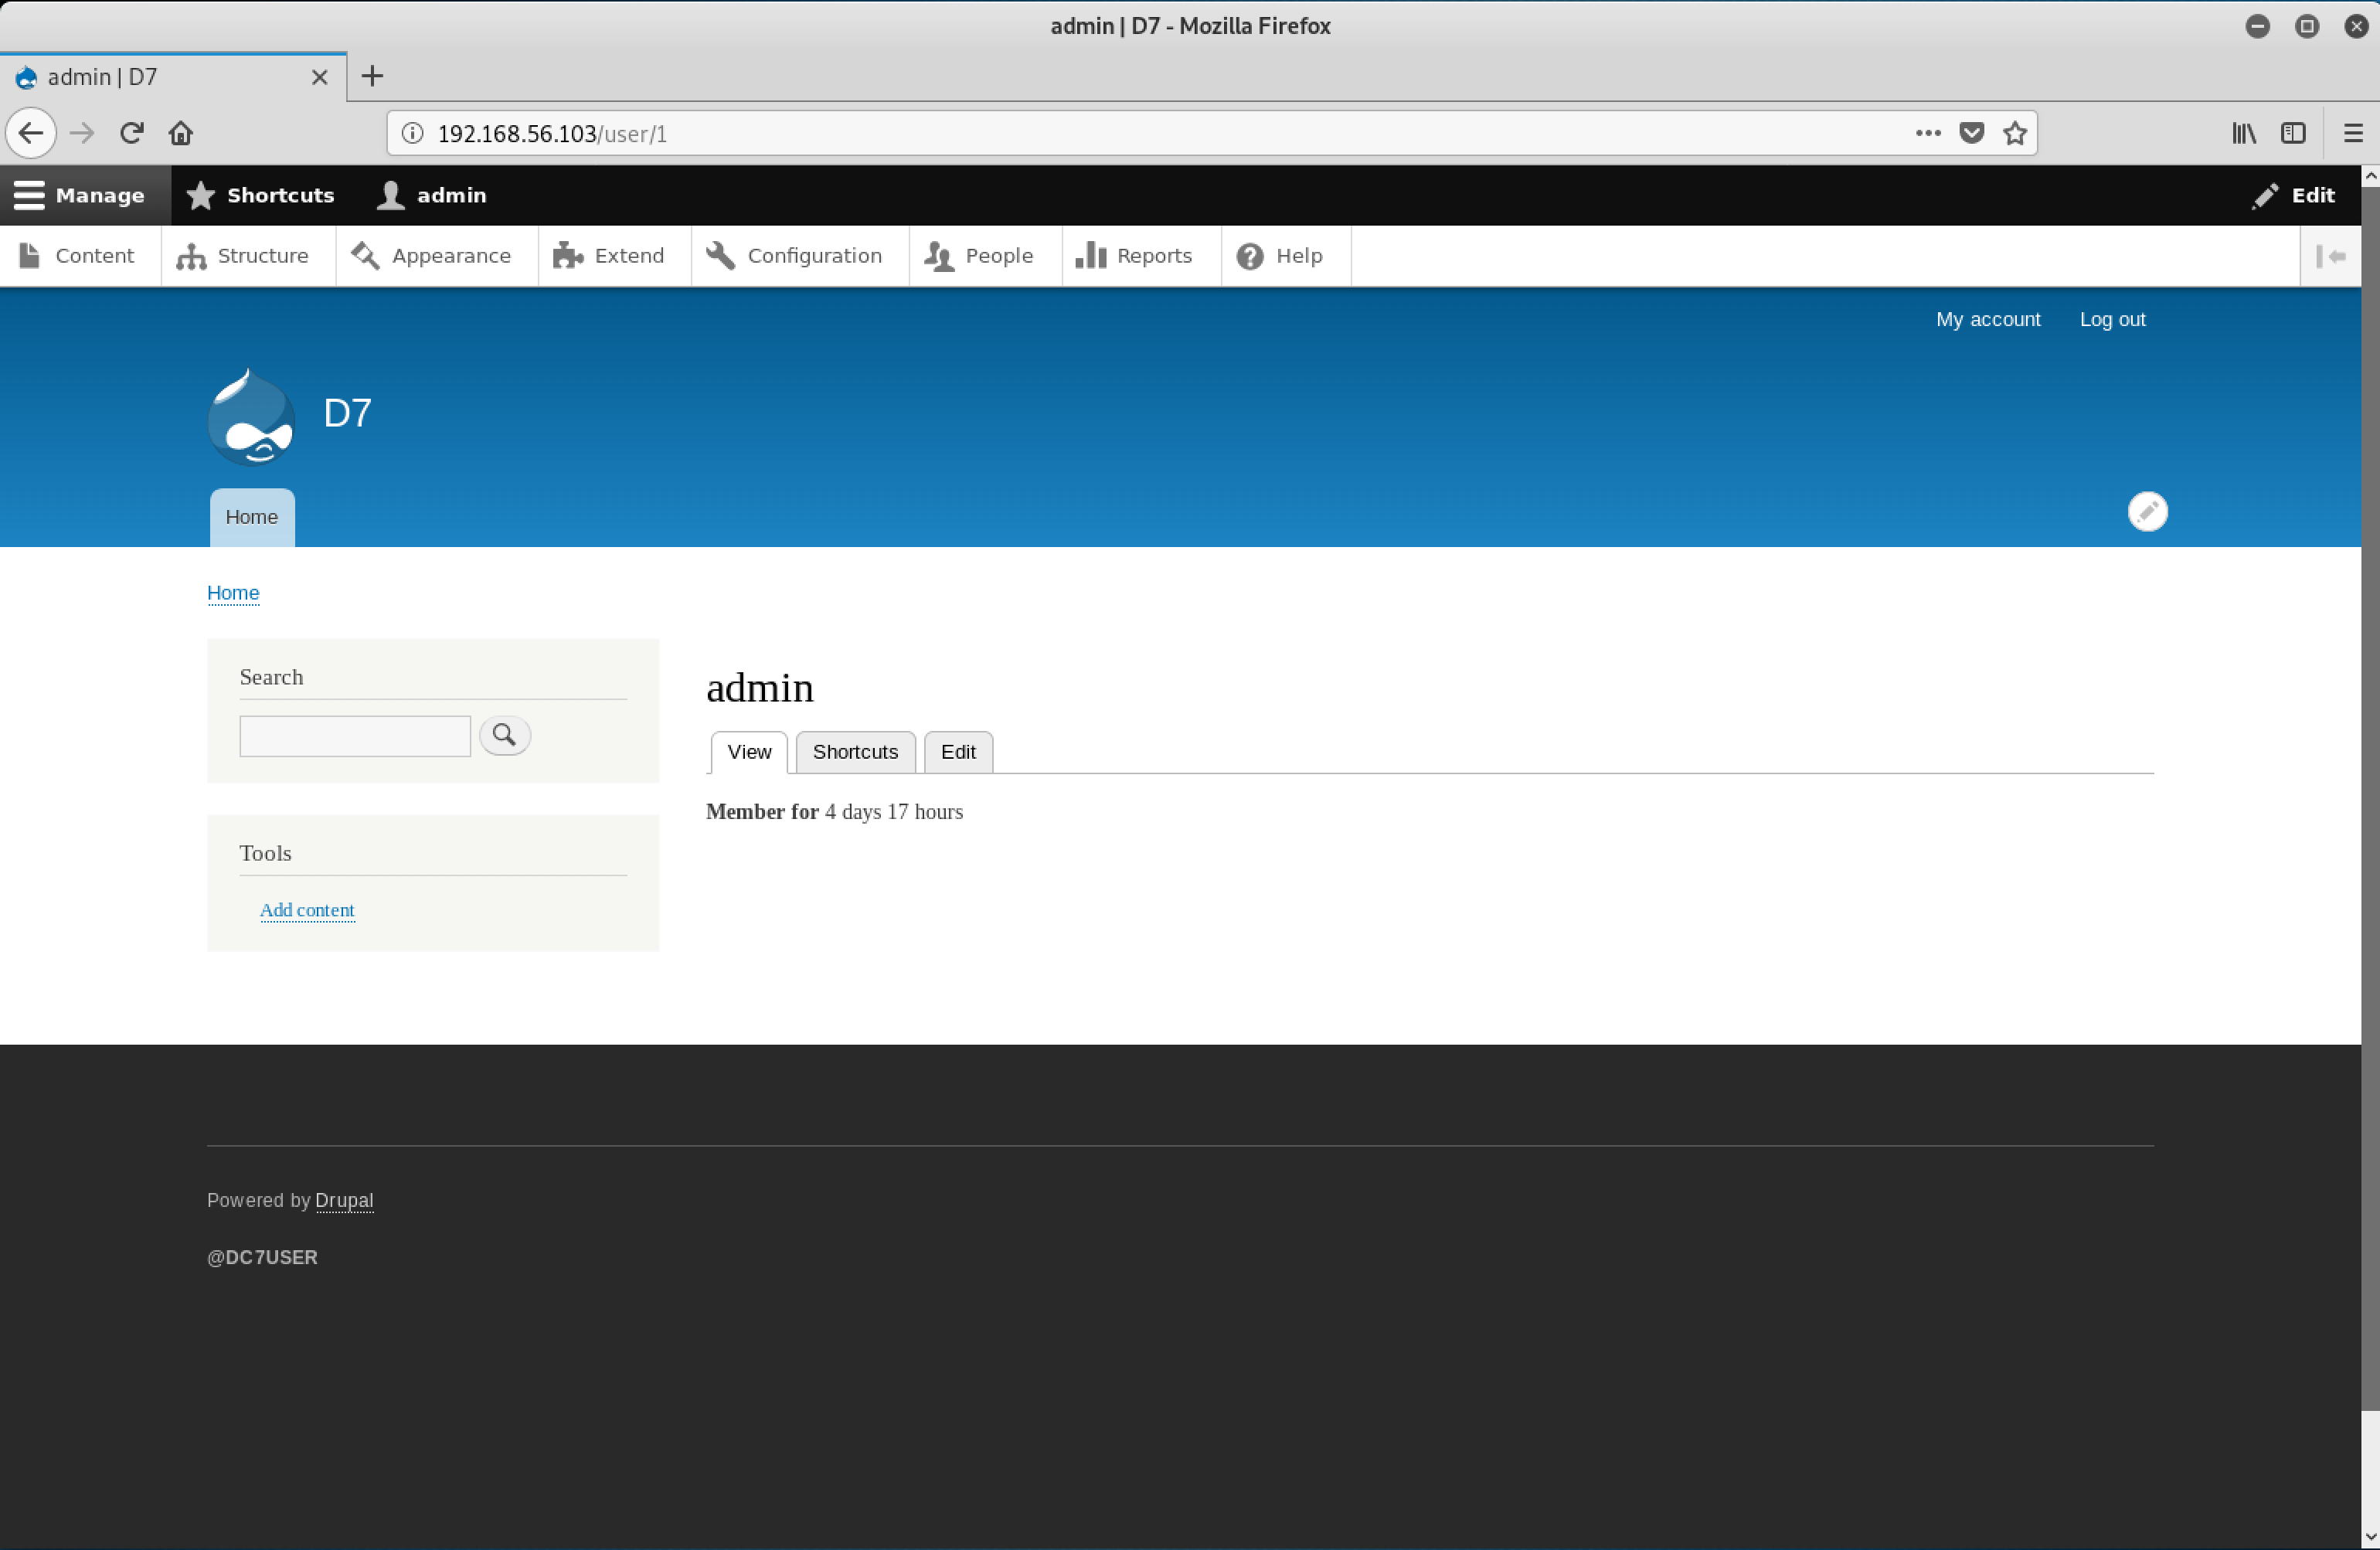 admin | D7 - Mozilla Firefox
admin | D7
192.168.56.103/user/1
Manage Shortcuts admin Edit
Content Structure Appearance Extend Configuration People Reports Help
My account Log out
D7
Home
Home
Search
admin
View Shortcuts Edit
Member for 4 days 17 hours
Tools
Add content
Powered by Drupal
@DC7USER